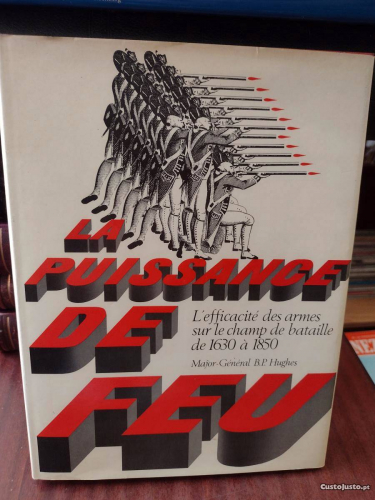 LA
PUISSANCE
DE
L'efficacité des armes
sur le champ de bataille
de 1630 à 1850
Major-Général B.P. Hughes
FEU
CustoJusto.pt